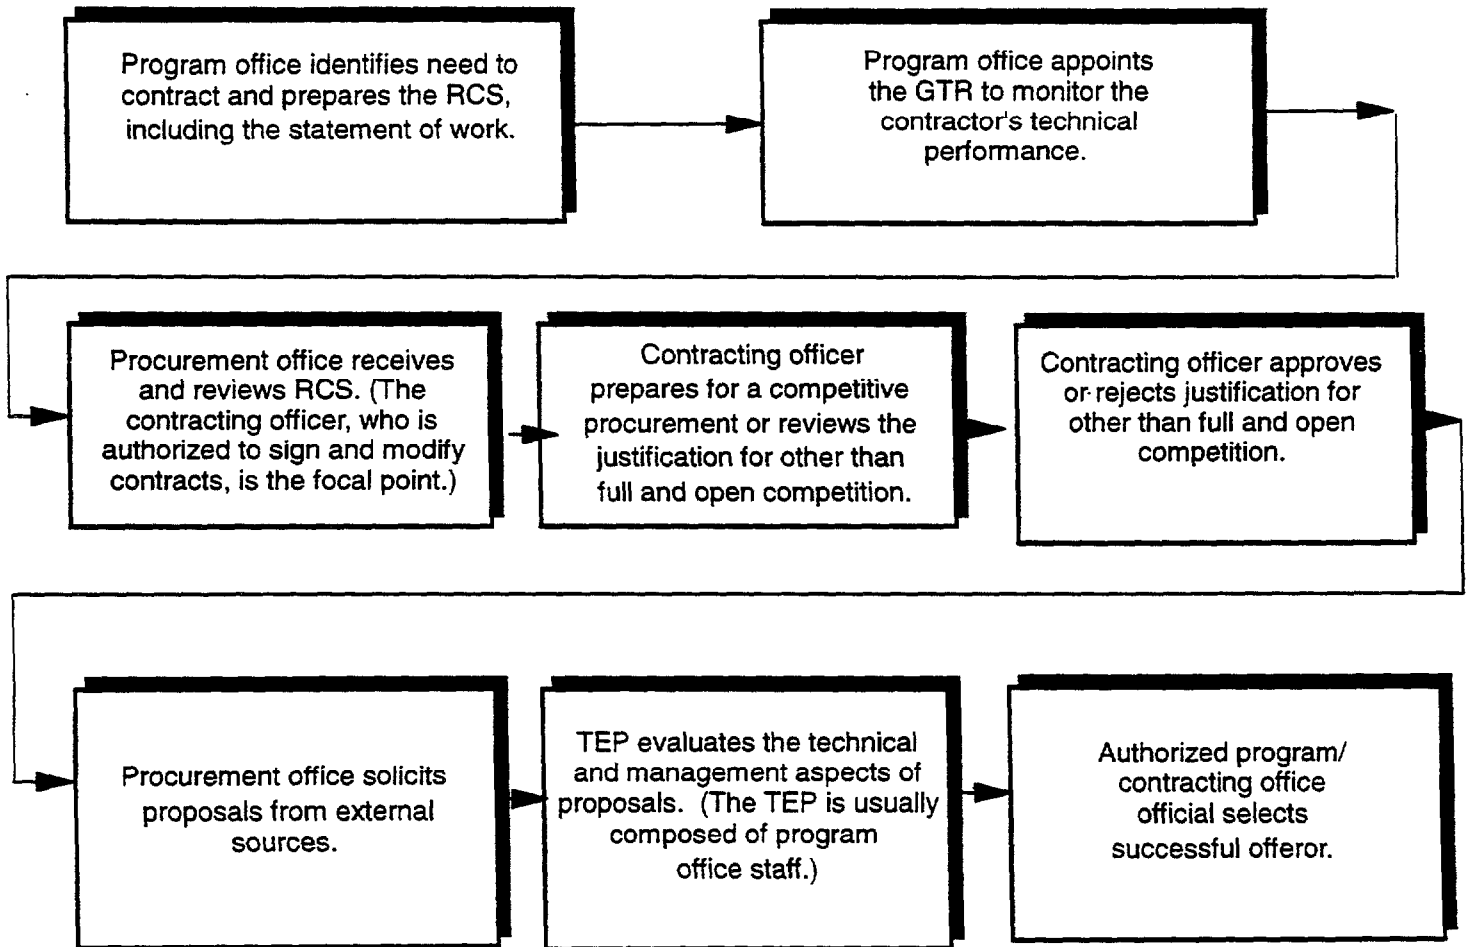 Program office identifies need to
contract and prepares the RCS,
including the statement of work.
Program office appoints
the GTR to monitor the
contractor's technical
performance.
Procurement office receives
and reviews RCS. (The
contracting officer, who is
authorized to sign and modify
contracts, is the focal point.)
Contracting officer
prepares for a competitive
procurement or reviews the
justification for other than
full and open competition.
Contracting officer approves
or rejects justification for
other than full and open
competition.
Procurement office solicits
proposals from external
sources.
TEP evaluates the technical
and management aspects of
proposals. (The TEP is usually
composed of program
office staff.)
Authorized program/
contracting office
official selects
successful offeror.